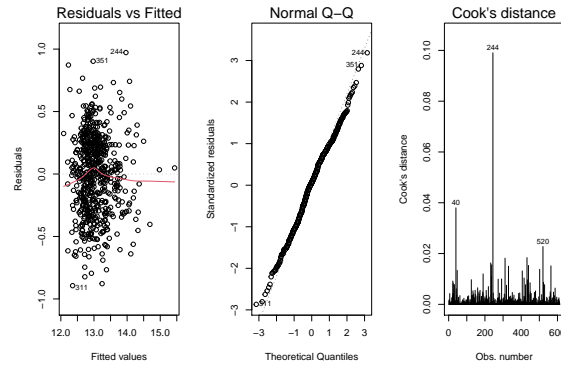 Residuals vs Fitted
Residuals
1.0
0.5
0.0
−0.5
−1.0
244
351
311
12.0 13.0 14.0 15.0
Fitted values
Normal Q−Q
Standardized residuals
3
2
1
0
−1
−2
−3
244
351
311
−3 −2 −1 0 1 2 3
Theoretical Quantiles
Cook's distance
Cook's distance
0.10
0.08
0.06
0.04
0.02
0.00
244
40
520
0 200 400 600
Obs. number